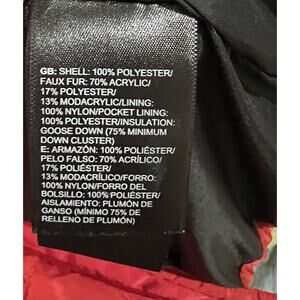 GB: SHELL: 100% POLYESTER/
FAUX FUR: 70% ACRYLIC/
17% POLYESTER/
13% MODACRYLIC/LINING:
100% NYLON/POCKET LINING:
100% POLYESTER/INSULATION:
GOOSE DOWN (75% MINIMUM
DOWN CLUSTER)
E: ARMAZÓN: 100% POLIÉSTER/
PELO FALSO: 70% ACRÍLICO/
17% POLIÉSTER/
13% MODACRÍLICO/FORRO:
100% NYLON/FORRO DEL
BOLSILLO: 100% POLIÉSTER/
AISLAMIENTO: PLUMÓN DE
GANSO (MÍNIMO 75% DE
RELLENO DE PLUMÓN)